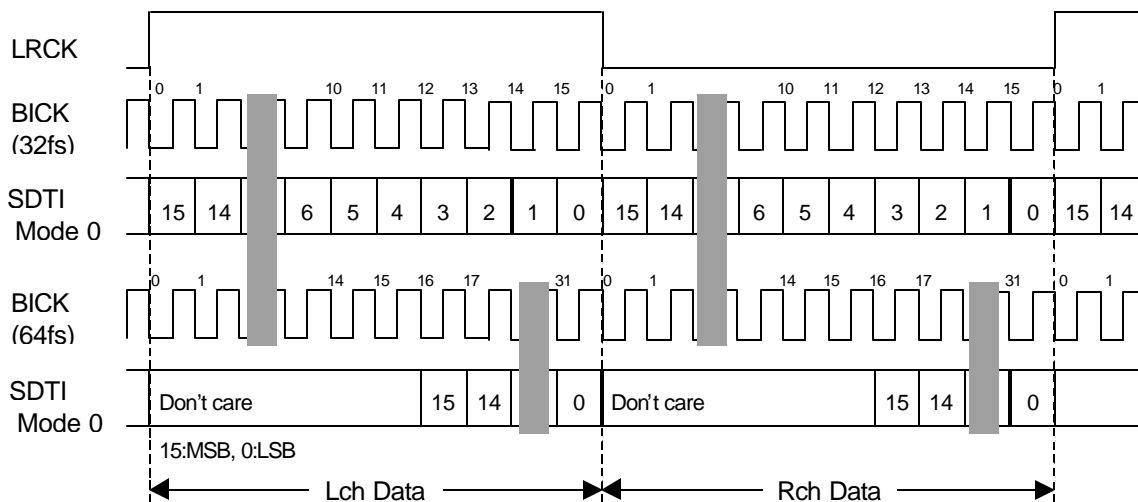 LRCK
0 1 10 11 12 13 14 15 0 1 10 11 12 13 14 15 0 1
BICK
(32fs)
SDTI
Mode 0
15 14 6 5 4 3 2 1 0 15 14 6 5 4 3 2 1 0 15 14
0 1 14 15 16 17 31 0 1 14 15 16 17 31 0 1
BICK
(64fs)
SDTI
Mode 0
Don't care 15 14 0 Don't care 15 14 0
15:MSB, 0:LSB
Lch Data Rch Data